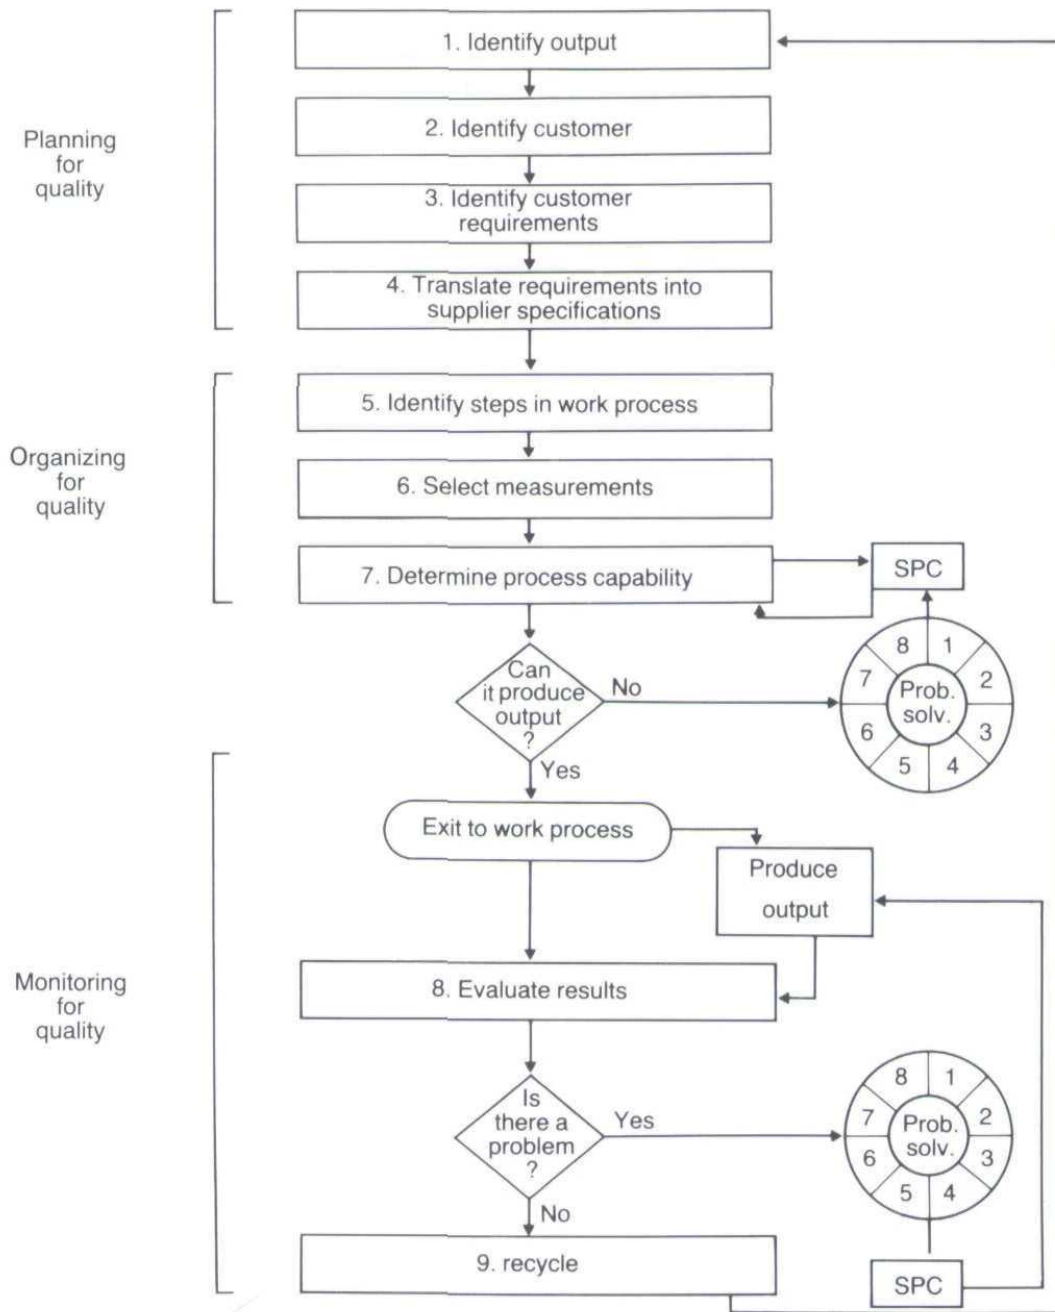 1. Identify output
2. Identify customer
Planning
for
quality
3. Identify customer
requirements
4. Translate requirements into
supplier specifications
5. Identify steps in work process
Organizing
for
quality
6. Select measurements
7. Determine process capability
SPC
Can
it produce
output
?
No
Yes
8
1
7
2
6
3
5
4
Prob.
solv.
Exit to work process
Produce
output
Monitoring
for
quality
8. Evaluate results
Is
there a
problem
?
Yes
No
8
1
7
2
6
3
5
4
Prob.
solv.
9. recycle
SPC